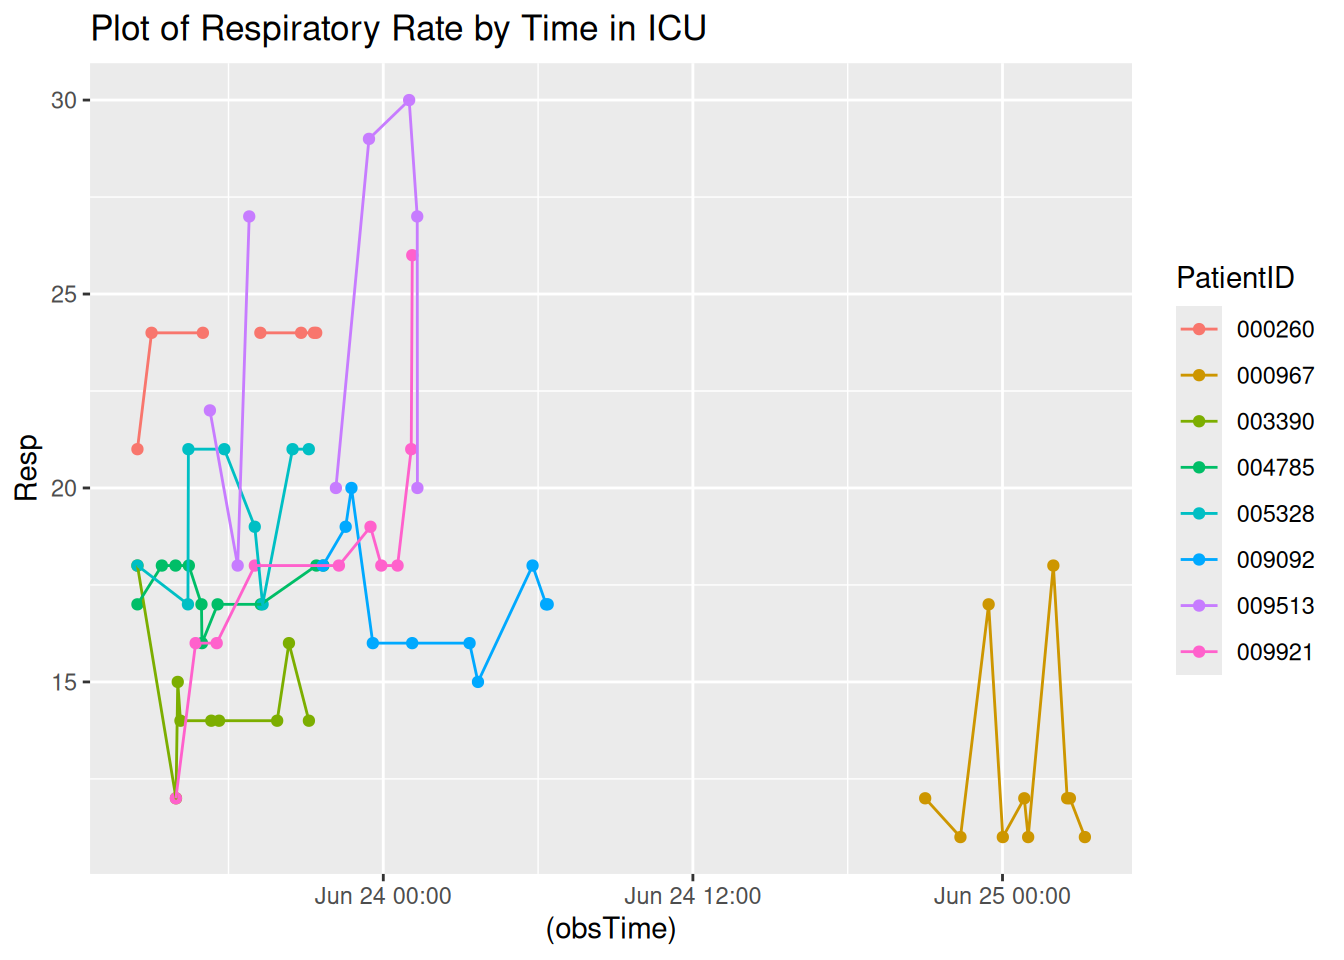 Plot of Respiratory Rate by Time in ICU
Resp
30
25
20
15
Jun 24 00:00
Jun 24 12:00
Jun 25 00:00
(obsTime)
PatientID
000260
000967
003390
004785
005328
009092
009513
009921